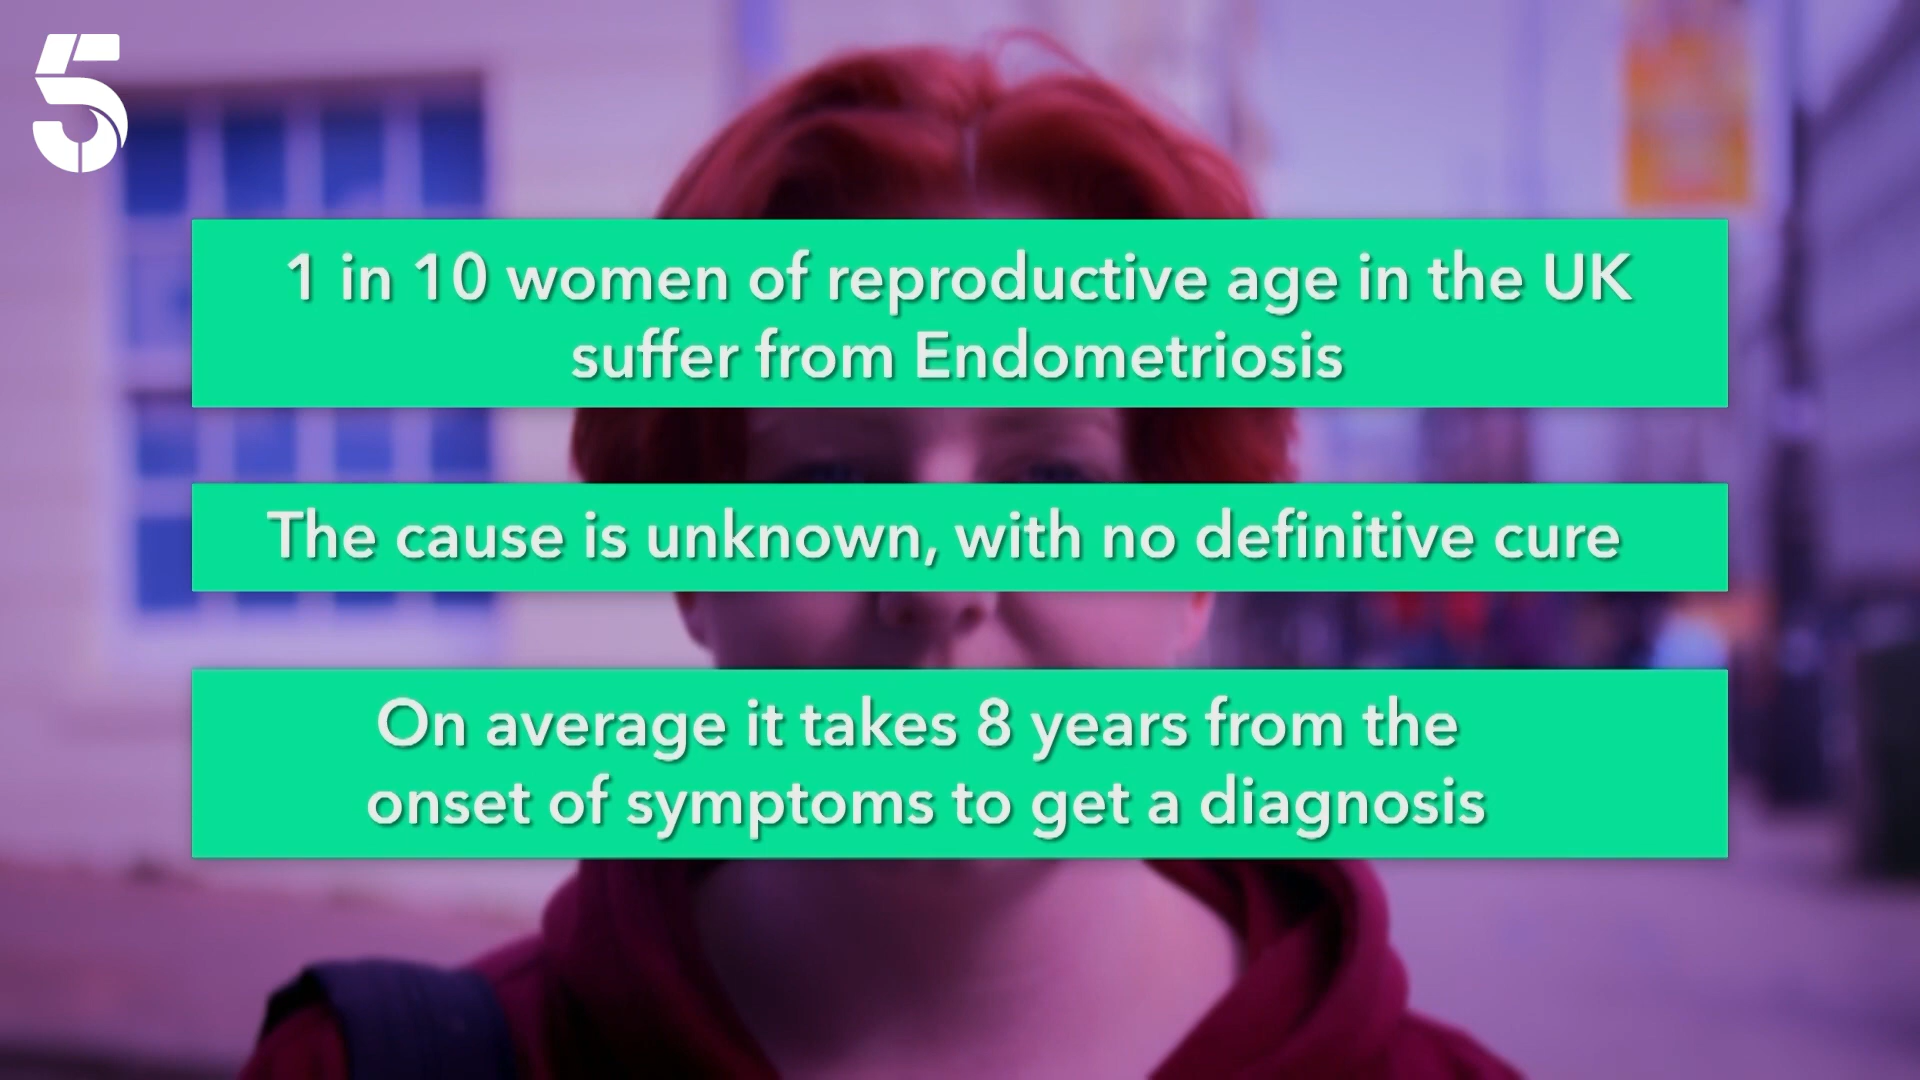 5
1 in 10 women of reproductive age in the UK
suffer from Endometriosis
The cause is unknown, with no definitive cure
On average it takes 8 years from the
onset of symptoms to get a diagnosis